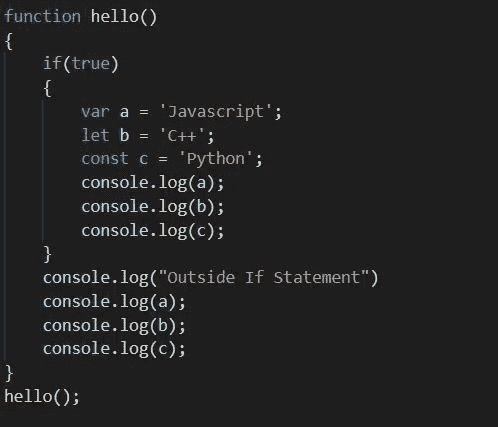 function hello()
{
    if(true)
    {
        var a = 'Javascript';
        let b = 'C++';
        const c = 'Python';
        console.log(a);
        console.log(b);
        console.log(c);
    }
    console.log("Outside If Statement")
    console.log(a);
    console.log(b);
    console.log(c);
}
hello();